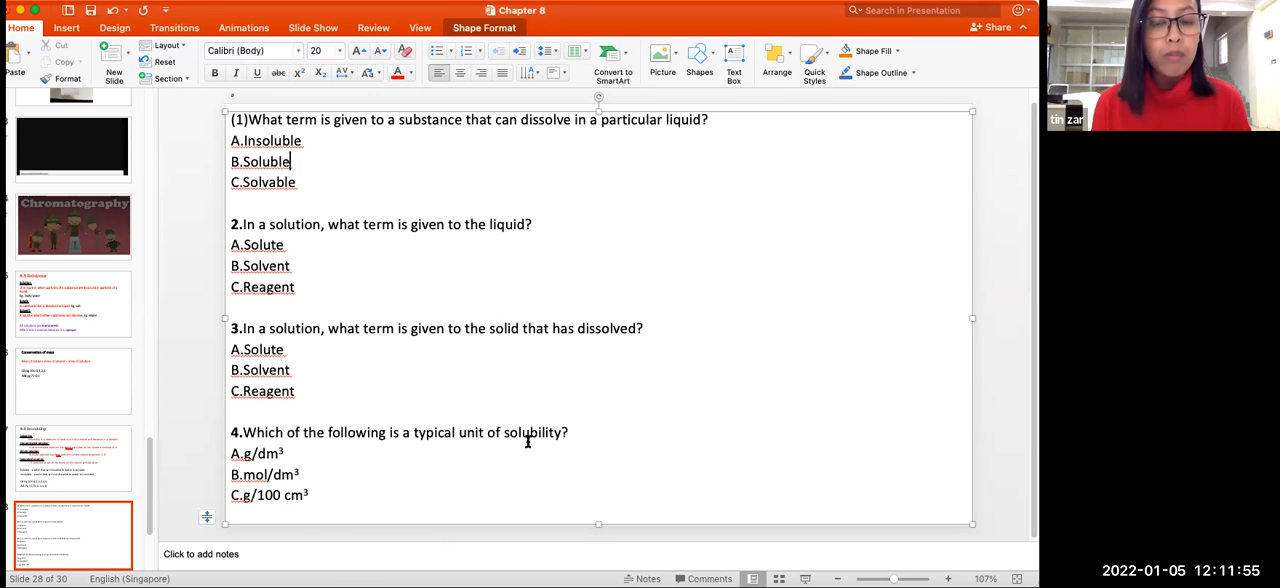 Chapter 8
Search in Presentation
Home Insert Design Transitions Animations Slide Show Review View Shape Format Share
Paste
Cut
Copy
Format
New
Slide
Layout
Reset
Section
Calibri (Body) 20
Convert to
SmartArt
Picture
Shapes
Text
Box
Arrange
Quick
Styles
Shape Fill
Shape Outline
tin zar
Chromatography
Conservation of mass
(1)What term is given to a substance that can dissolve in a particular liquid?
A.Insoluble
B.Soluble
C.Solvable
2.In a solution, what term is given to the liquid?
A.Solute
B.Solvent
C.Reagent
3.In a solution, what term is given to the solid that has dissolved?
A.Solute
B.Solvent
C.Reagent
4.Which of the following is a typical unit of solubility?
A.g/dm³
B.mol/dm³
C.g/100 cm³
Click to add notes
Slide 28 of 30 English (Singapore) Notes Comments 107%
2022-01-05 12:11:55